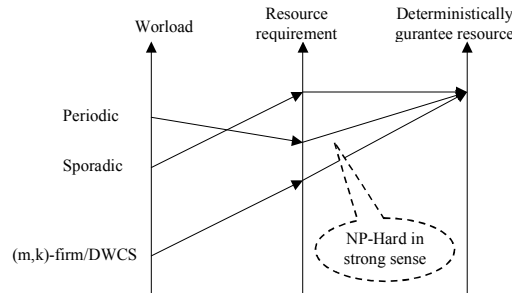 Worload
Resource
requirement
Deterministically
gurantee resource
Periodic
Sporadic
(m,k)-firm/DWCS
NP-Hard in
strong sense